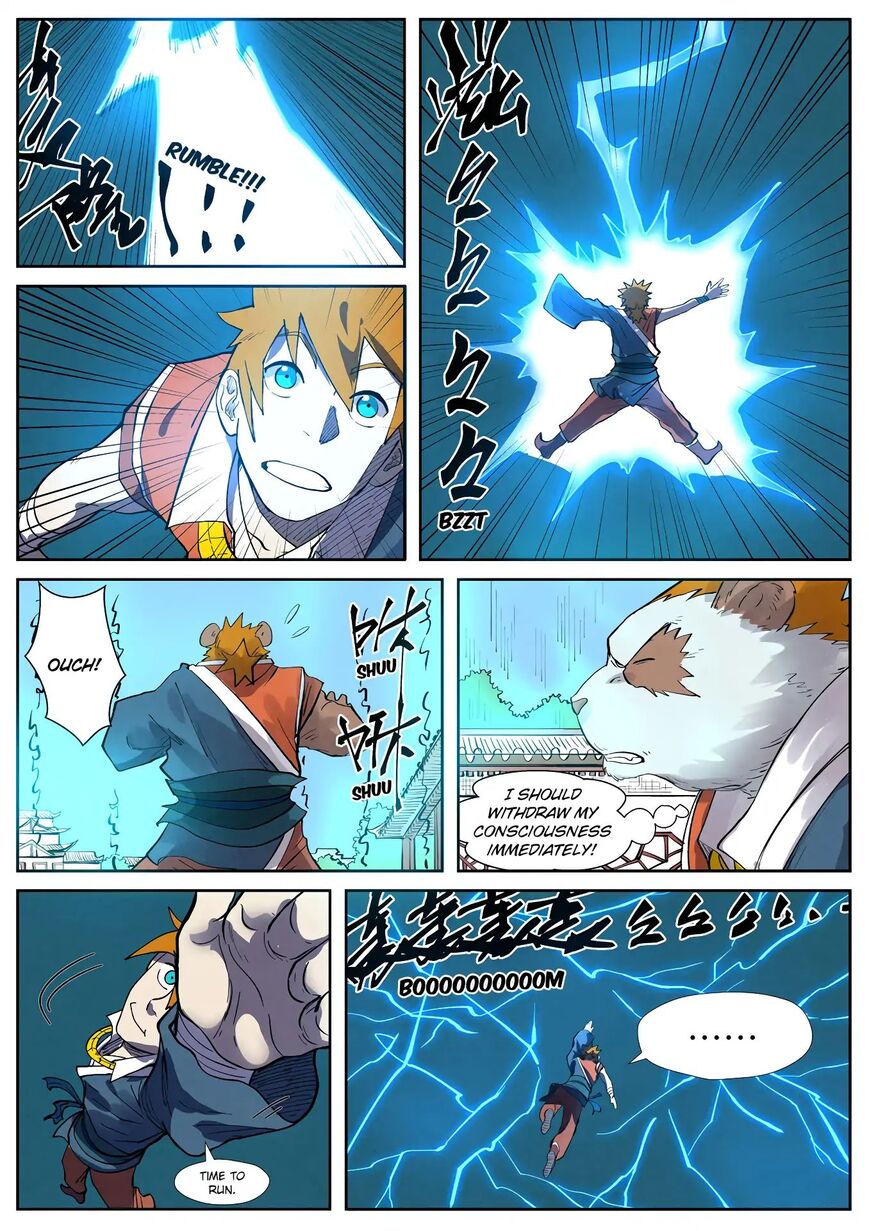 RUMBLE!!!
BZZT
OUCH!
SHUU
SHUU
I SHOULD
WITHDRAW MY
CONSCIOUSNESS
IMMEDIATELY!
TIME TO
RUN.
BOOOOOOOOOOM
......